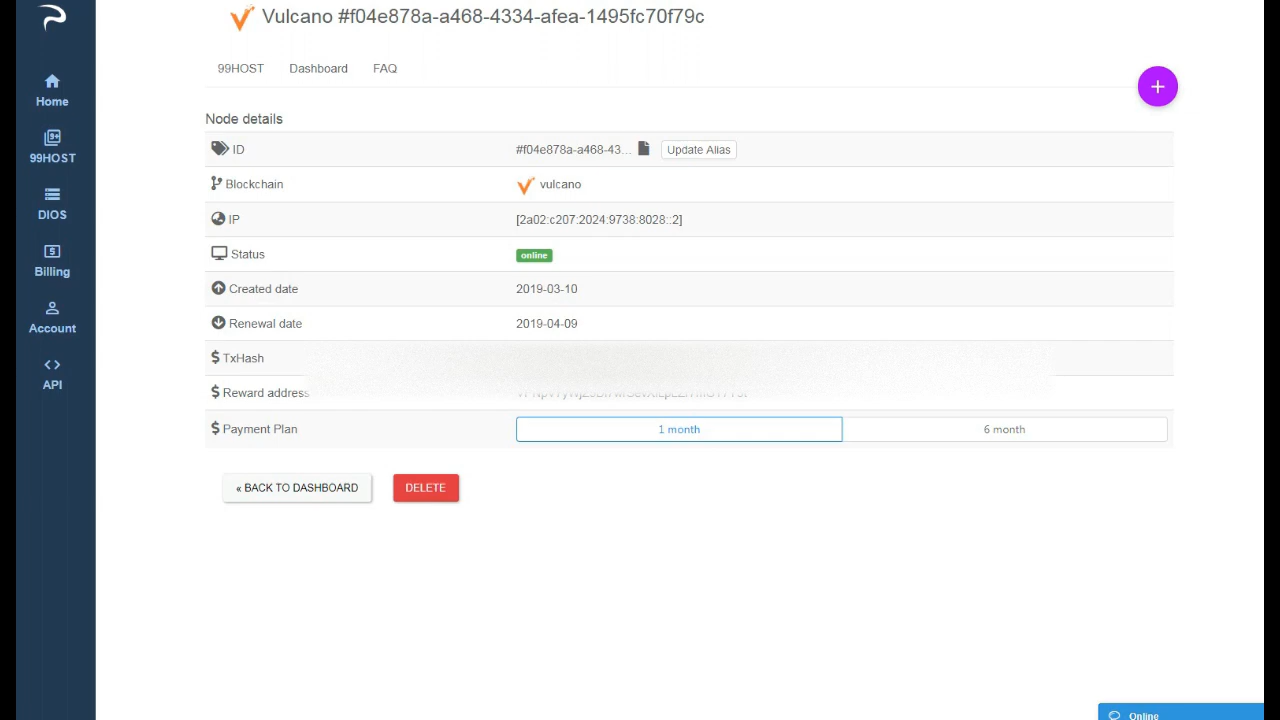 Vulcano #f04e878a-a468-4334-afea-1495fc70f79c
99HOST Dashboard FAQ
Home
99HOST
DIOS
Billing
Account
API
+
Node details
ID #f04e878a-a468-43... Update Alias
Blockchain vulcano
IP [2a02:c207:2024:9738:8028::2]
Status online
Created date 2019-03-10
Renewal date 2019-04-09
TxHash
Reward address
Payment Plan 1 month 6 month
« BACK TO DASHBOARD DELETE
Online